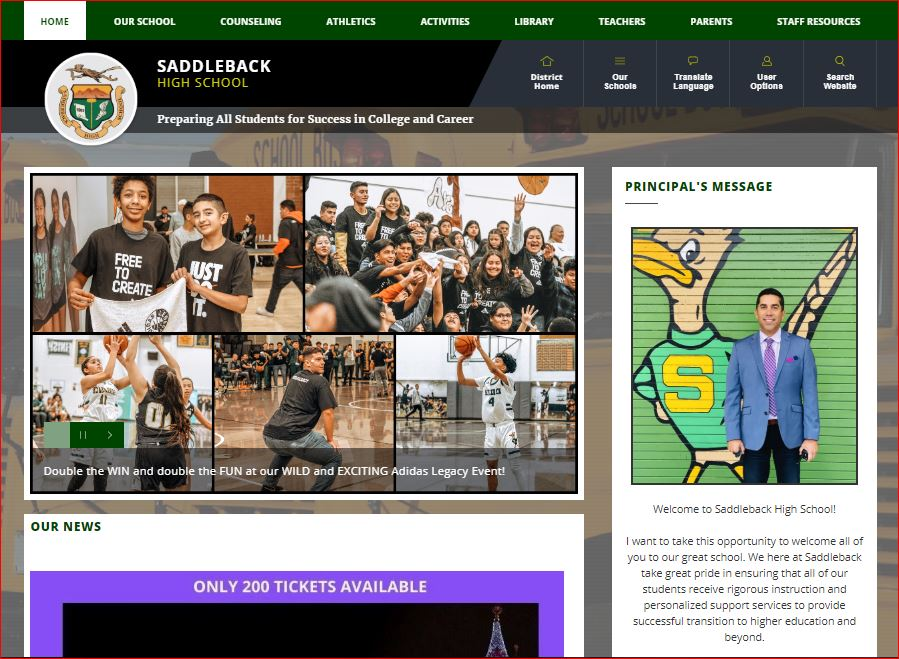 HOME
OUR SCHOOL
COUNSELING
ATHLETICS
ACTIVITIES
LIBRARY
TEACHERS
PARENTS
STAFF RESOURCES
SADDLEBACK
HIGH SCHOOL
District
Home
Our
Schools
Translate
Language
User
Options
Search
Website
Preparing All Students for Success in College and Career
SCHOOL BUS
FREE
TO
CREATE
JUST
DO
IT.
FREE
TO
CREATE
Double the WIN and double the FUN at our WILD and EXCITING Adidas Legacy Event!
OUR NEWS
ONLY 200 TICKETS AVAILABLE
PRINCIPAL'S MESSAGE
S
Welcome to Saddleback High School!
I want to take this opportunity to welcome all of
you to our great school. We here at Saddleback
take great pride in ensuring that all of our
students receive rigorous instruction and
personalized support services to provide
successful transition to higher education and
beyond.